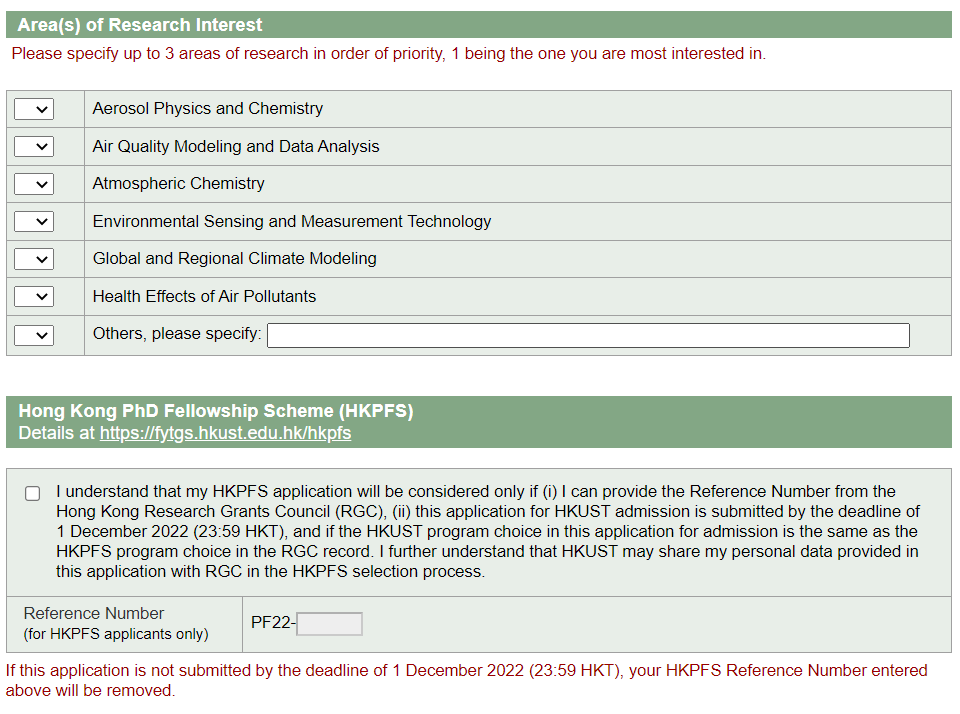 Area(s) of Research Interest
Please specify up to 3 areas of research in order of priority, 1 being the one you are most interested in.
Aerosol Physics and Chemistry
Air Quality Modeling and Data Analysis
Atmospheric Chemistry
Environmental Sensing and Measurement Technology
Global and Regional Climate Modeling
Health Effects of Air Pollutants
Others, please specify:
Hong Kong PhD Fellowship Scheme (HKPFS)
Details at https://fytgs.hkust.edu.hk/hkpfs
I understand that my HKPFS application will be considered only if (i) I can provide the Reference Number from the
Hong Kong Research Grants Council (RGC), (ii) this application for HKUST admission is submitted by the deadline of
1 December 2022 (23:59 HKT), and if the HKUST program choice in this application for admission is the same as the
HKPFS program choice in the RGC record. I further understand that HKUST may share my personal data provided in
this application with RGC in the HKPFS selection process.
Reference Number
(for HKPFS applicants only)
PF22-
If this application is not submitted by the deadline of 1 December 2022 (23:59 HKT), your HKPFS Reference Number entered
above will be removed.